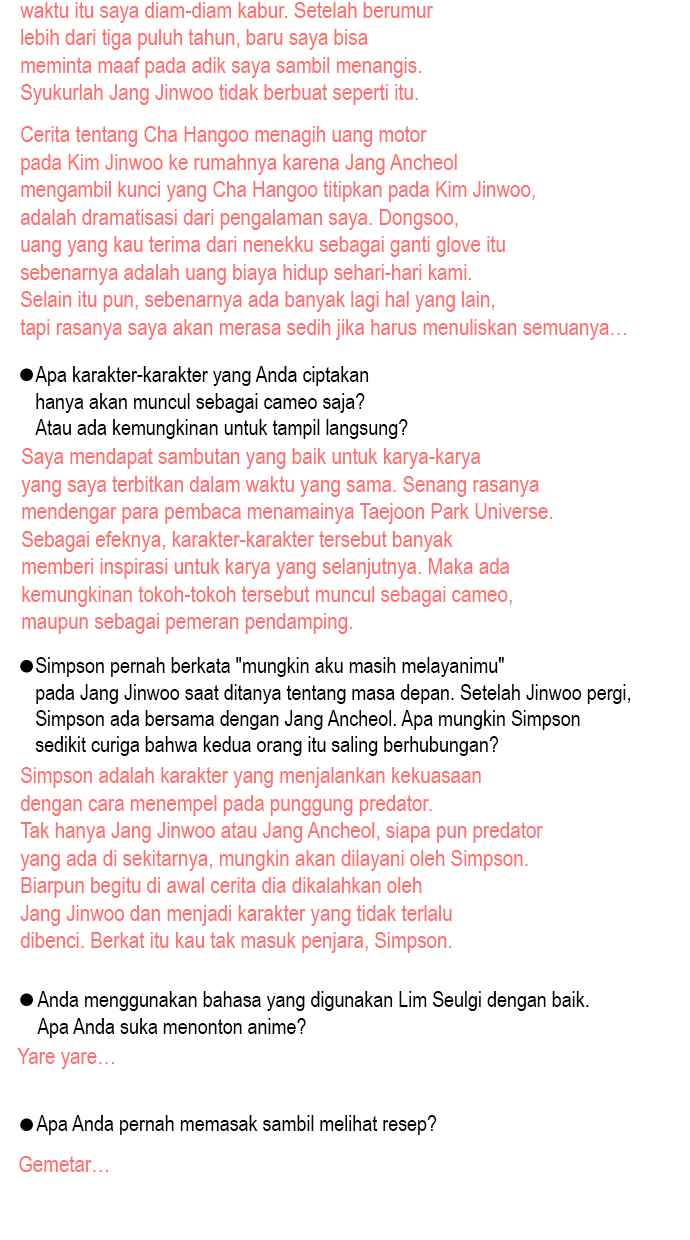 waktu itu saya diam-diam kabur. Setelah berumur
lebih dari tiga puluh tahun, baru saya bisa
meminta maaf pada adik saya sambil menangis.
Syukurlah Jang Jinwoo tidak berbuat seperti itu.
Cerita tentang Cha Hangoo menagih uang motor
pada Kim Jinwoo ke rumahnya karena Jang Ancheol
mengambil kunci yang Cha Hangoo titipkan pada Kim Jinwoo,
adalah dramatisasi dari pengalaman saya. Dongsoo,
uang yang kau terima dari nenekku sebagai ganti glove itu
sebenarnya adalah uang biaya hidup sehari-hari kami.
Selain itu pun, sebenarnya ada banyak lagi hal yang lain,
tapi rasanya saya akan merasa sedih jika harus menuliskan semuanya...
●Apa karakter-karakter yang Anda ciptakan
hanya akan muncul sebagai cameo saja?
Atau ada kemungkinan untuk tampil langsung?
Saya mendapat sambutan yang baik untuk karya-karya
yang saya terbitkan dalam waktu yang sama. Senang rasanya
mendengar para pembaca menamainya Taejoon Park Universe.
Sebagai efeknya, karakter-karakter tersebut banyak
memberi inspirasi untuk karya yang selanjutnya. Maka ada
kemungkinan tokoh-tokoh tersebut muncul sebagai cameo,
maupun sebagai pemeran pendamping.
●Simpson pernah berkata "mungkin aku masih melayanimu"
pada Jang Jinwoo saat ditanya tentang masa depan. Setelah Jinwoo pergi,
Simpson ada bersama dengan Jang Ancheol. Apa mungkin Simpson
sedikit curiga bahwa kedua orang itu saling berhubungan?
Simpson adalah karakter yang menjalankan kekuasaan
dengan cara menempel pada punggung predator.
Tak hanya Jang Jinwoo atau Jang Ancheol, siapa pun predator
yang ada di sekitarnya, mungkin akan dilayani oleh Simpson.
Biarpun begitu di awal cerita dia dikalahkan oleh
Jang Jinwoo dan menjadi karakter yang tidak terlalu
dibenci. Berkat itu kau tak masuk penjara, Simpson.
● Anda menggunakan bahasa yang digunakan Lim Seulgi dengan baik.
Apa Anda suka menonton anime?
Yare yare...
●Apa Anda pernah memasak sambil melihat resep?
Gemetar...